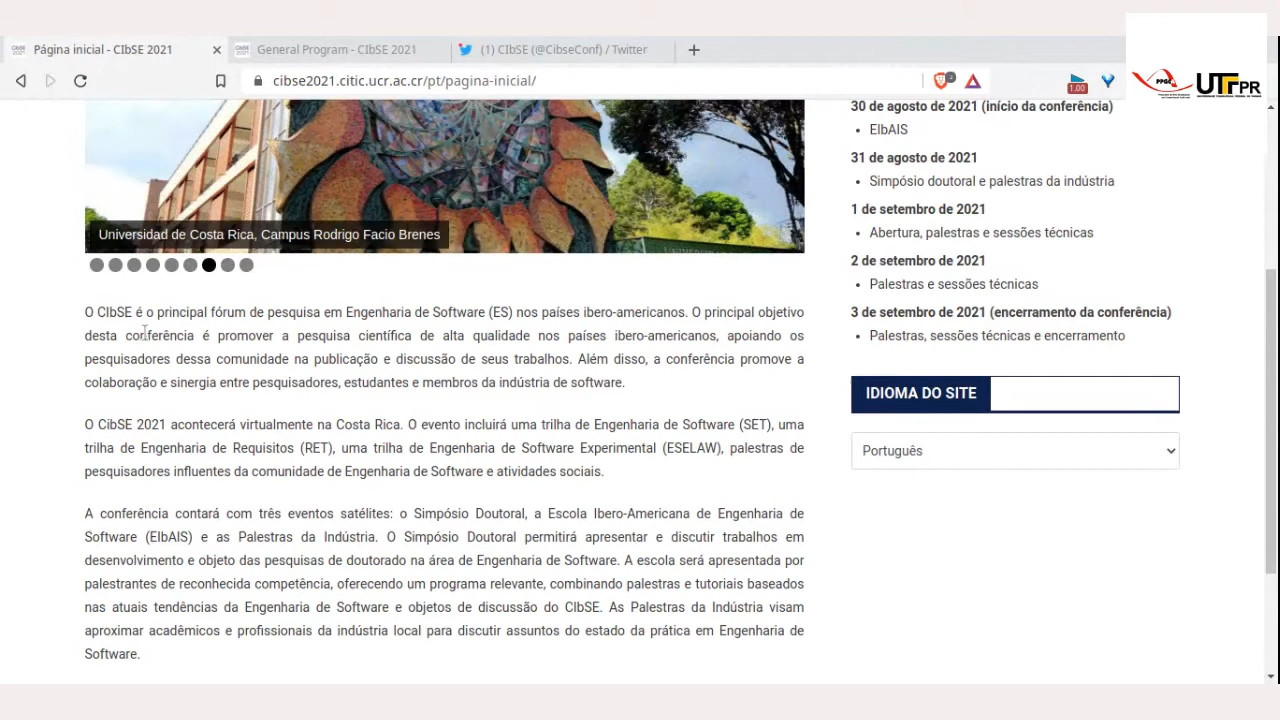 Página inicial - CIbSE 2021
General Program - CIbSE 2021
(1) CIbSE (@CibseConf) / Twitter
cibse2021.citic.ucr.ac.cr/pt/pagina-inicial/
2
1.00
PPGC
UTFPR
Universidad de Costa Rica, Campus Rodrigo Facio Brenes
O CIbSE é o principal fórum de pesquisa em Engenharia de Software (ES) nos países ibero-americanos. O principal objetivo
desta conferência é promover a pesquisa científica de alta qualidade nos países ibero-americanos, apoiando os
pesquisadores dessa comunidade na publicação e discussão de seus trabalhos. Além disso, a conferência promove a
colaboração e sinergia entre pesquisadores, estudantes e membros da indústria de software.
O CibSE 2021 acontecerá virtualmente na Costa Rica. O evento incluirá uma trilha de Engenharia de Software (SET), uma
trilha de Engenharia de Requisitos (RET), uma trilha de Engenharia de Software Experimental (ESELAW), palestras de
pesquisadores influentes da comunidade de Engenharia de Software e atividades sociais.
A conferência contará com três eventos satélites: o Simpósio Doutoral, a Escola Ibero-Americana de Engenharia de
Software (EIbAIS) e as Palestras da Indústria. O Simpósio Doutoral permitirá apresentar e discutir trabalhos em
desenvolvimento e objeto das pesquisas de doutorado na área de Engenharia de Software. A escola será apresentada por
palestrantes de reconhecida competência, oferecendo um programa relevante, combinando palestras e tutoriais baseados
nas atuais tendências da Engenharia de Software e objetos de discussão do CIbSE. As Palestras da Indústria visam
aproximar acadêmicos e profissionais da indústria local para discutir assuntos do estado da prática em Engenharia de
Software.
30 de agosto de 2021 (início da conferência)
• EIbAIS
31 de agosto de 2021
• Simpósio doutoral e palestras da indústria
1 de setembro de 2021
• Abertura, palestras e sessões técnicas
2 de setembro de 2021
• Palestras e sessões técnicas
3 de setembro de 2021 (encerramento da conferência)
• Palestras, sessões técnicas e encerramento
IDIOMA DO SITE
Português